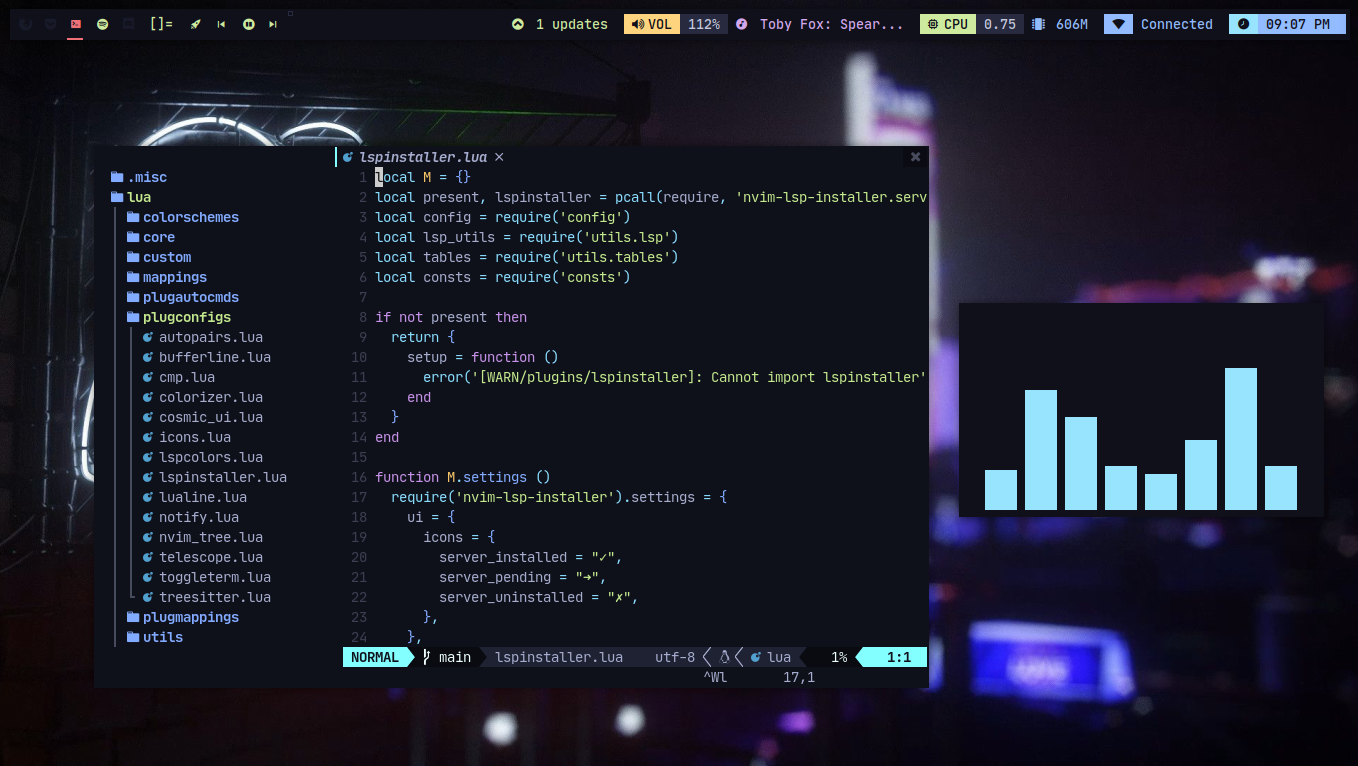 []= 1 updates VOL 112% Toby Fox: Spear... CPU 0.75 606M Connected 09:07 PM
lspinstaller.lua ×
.misc
lua
colorschemes
core
custom
mappings
plugautocmds
plugconfigs
autopairs.lua
bufferline.lua
cmp.lua
colorizer.lua
cosmic_ui.lua
icons.lua
lspcolors.lua
lspinstaller.lua
lualine.lua
notify.lua
nvim_tree.lua
telescope.lua
toggleterm.lua
treesitter.lua
plugmappings
utils
1 local M = {}
2 local present, lspinstaller = pcall(require, 'nvim-lsp-installer.serv
3 local config = require('config')
4 local lsp_utils = require('utils.lsp')
5 local tables = require('utils.tables')
6 local consts = require('consts')
7
8 if not present then
9 return {
10 setup = function ()
11 error('[WARN/plugins/lspinstaller]: Cannot import lspinstaller'
12 end
13 }
14 end
15
16 function M.settings ()
17 require('nvim-lsp-installer').settings = {
18 ui = {
19 icons = {
20 server_installed = "✓",
21 server_pending = "➜",
22 server_uninstalled = "✗",
23 },
24 },
NORMAL main lspinstaller.lua utf-8 lua 1% 1:1
^Wl 17,1